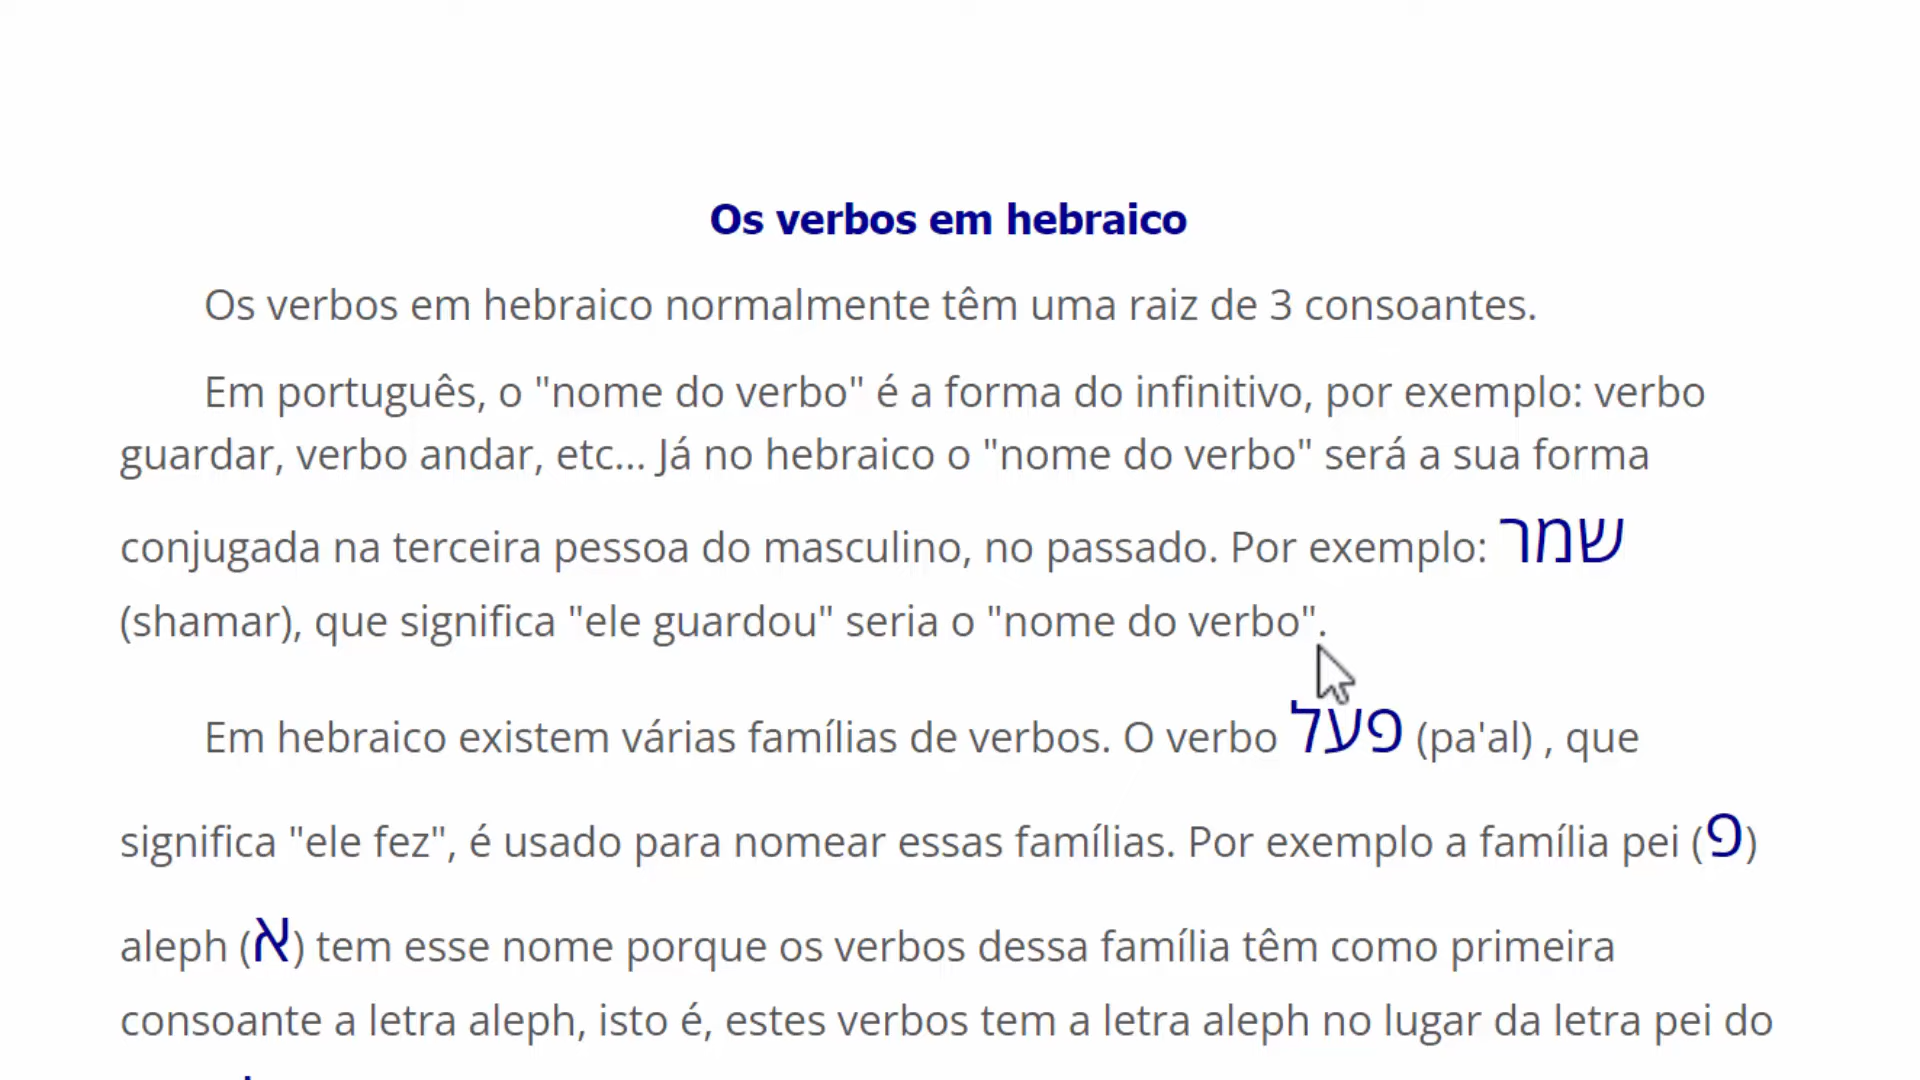 Os verbos em hebraico
Os verbos em hebraico normalmente têm uma raiz de 3 consoantes.
Em português, o "nome do verbo" é a forma do infinitivo, por exemplo: verbo
guardar, verbo andar, etc... Já no hebraico o "nome do verbo" será a sua forma
conjugada na terceira pessoa do masculino, no passado. Por exemplo: שמר
(shamar), que significa "ele guardou" seria o "nome do verbo".
Em hebraico existem várias famílias de verbos. O verbo פעל (pa'al) , que
significa "ele fez", é usado para nomear essas famílias. Por exemplo a família pei (פ)
aleph (א) tem esse nome porque os verbos dessa família têm como primeira
consoante a letra aleph, isto é, estes verbos tem a letra aleph no lugar da letra pei do